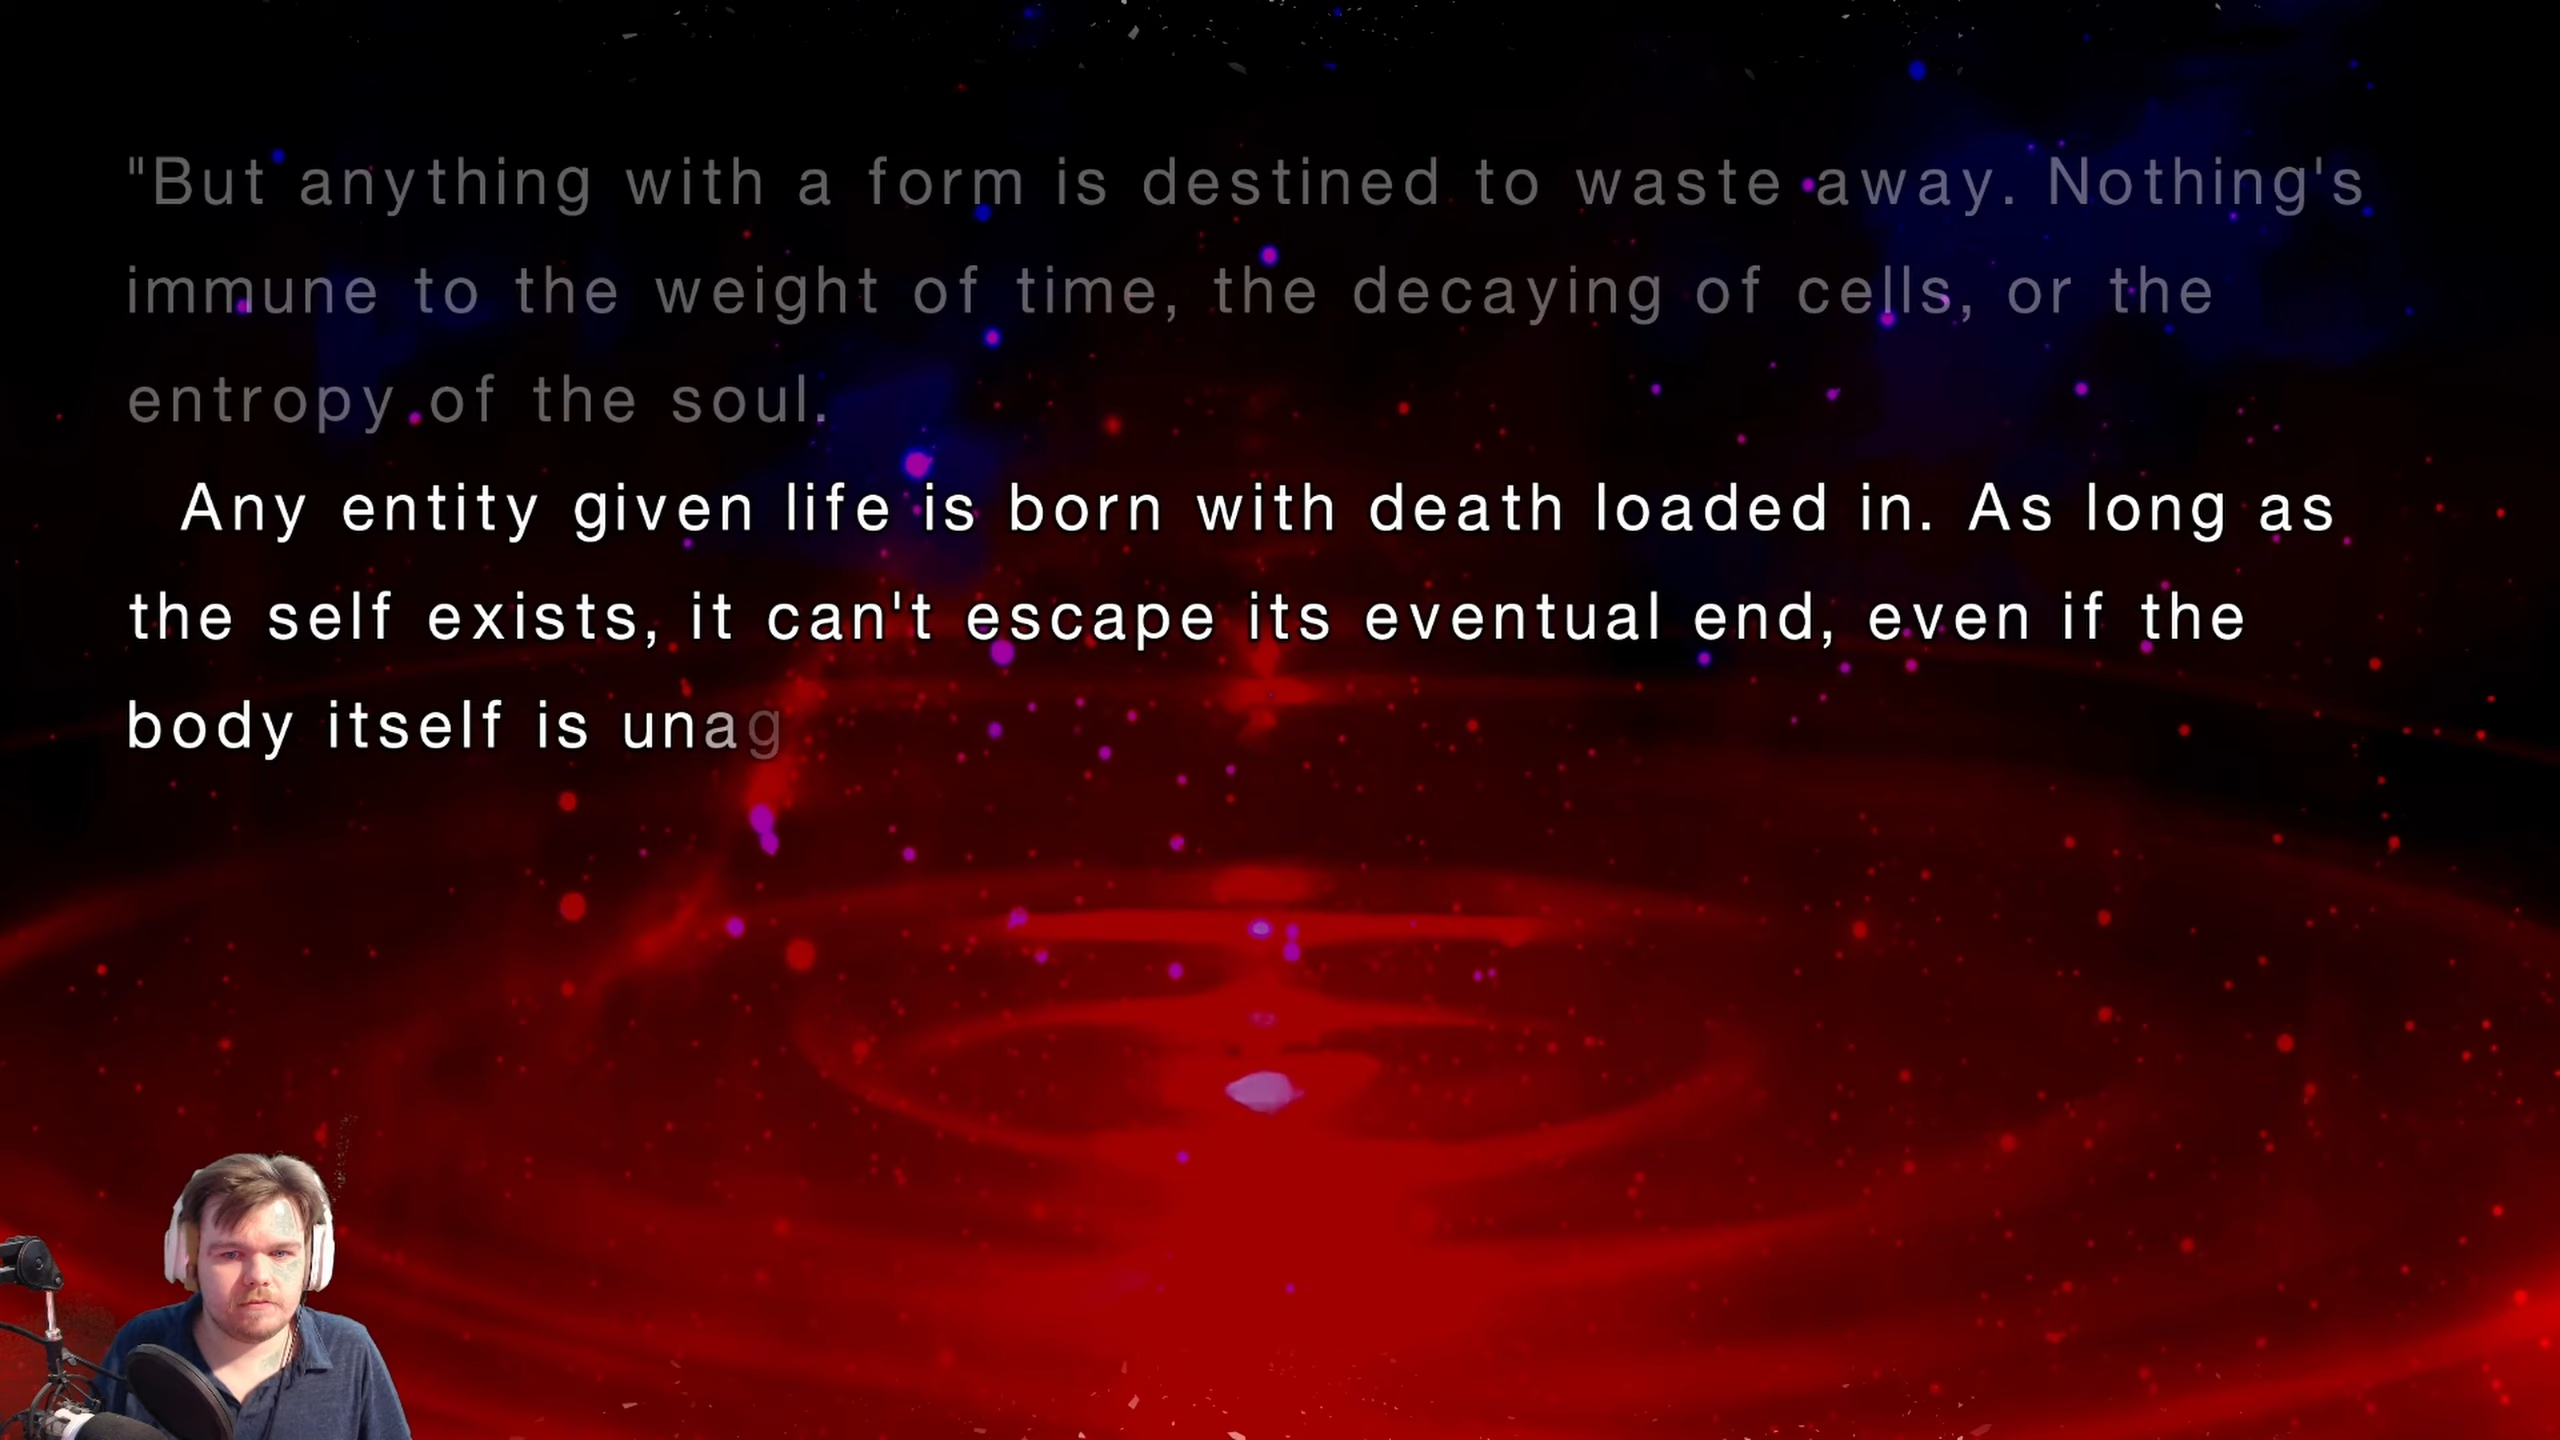 "But anything with a form is destined to waste away. Nothing's
immune to the weight of time, the decaying of cells, or the
entropy of the soul.
Any entity given life is born with death loaded in. As long as
the self exists, it can't escape its eventual end, even if the
body itself is unag